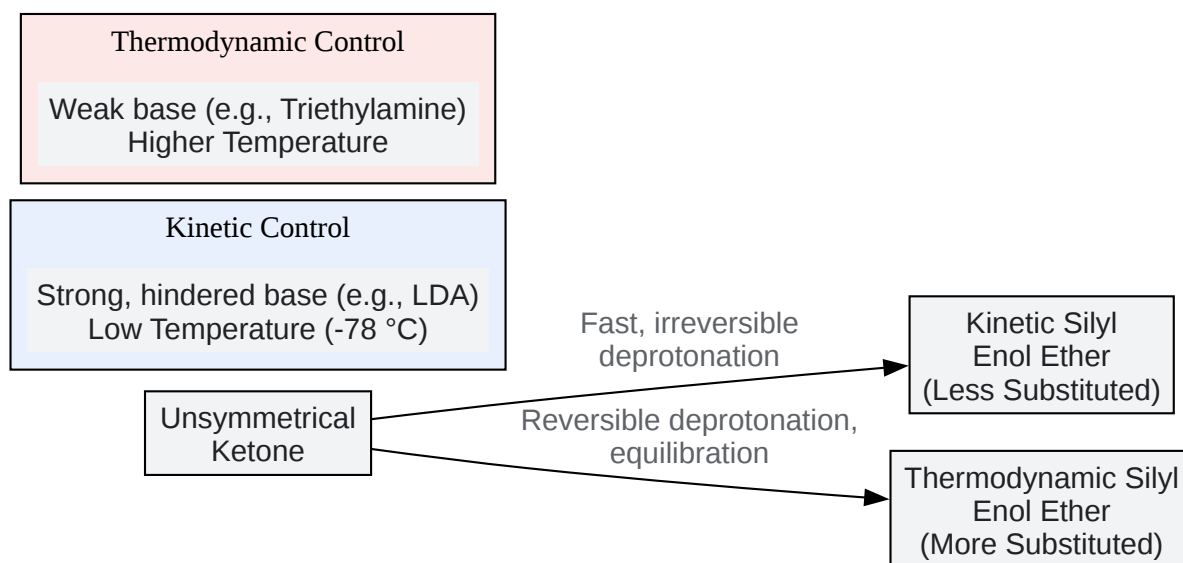 Thermodynamic Control
Weak base (e.g., Triethylamine)
Higher Temperature
Kinetic Control
Strong, hindered base (e.g., LDA)
Low Temperature (-78 °C)
Unsymmetrical
Ketone
Fast, irreversible
deprotonation
Reversible deprotonation,
equilibration
Kinetic Silyl
Enol Ether
(Less Substituted)
Thermodynamic Silyl
Enol Ether
(More Substituted)